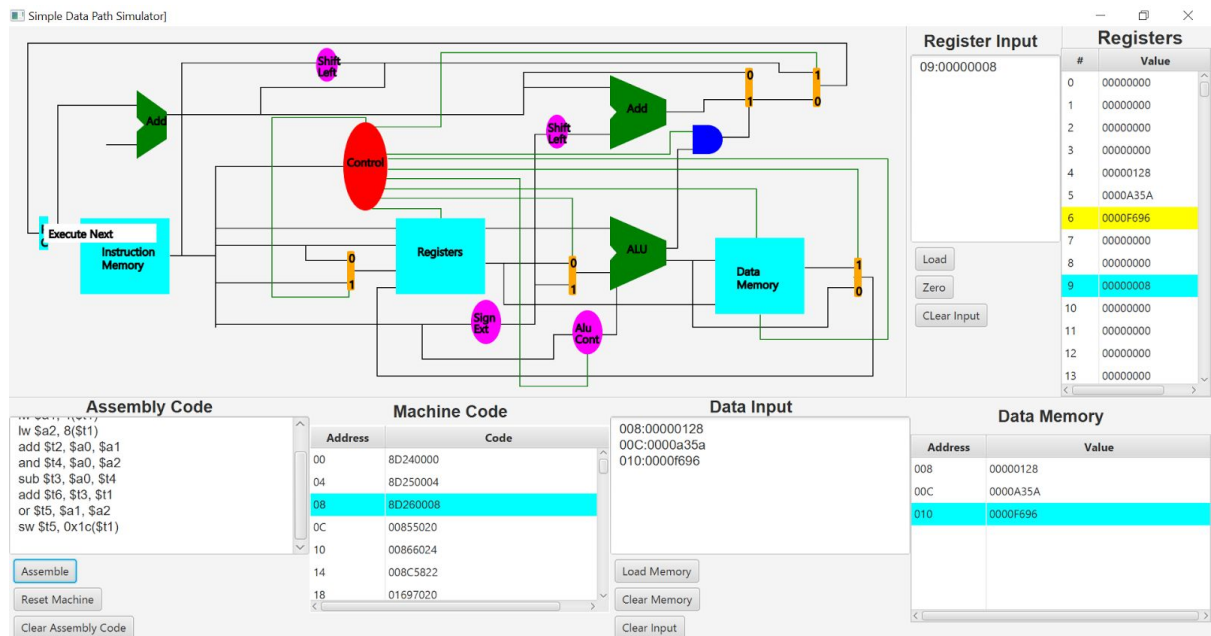 Simple Data Path Simulator]
Shift
Left
0
1
1
0
Add
Add
Shift
Left
Control
Execute Next
Instruction
Memory
0
1
Registers
0
1
ALU
Data
Memory
1
0
Sign
Ext
Alu
Cont
Register Input
09:00000008
Load
Zero
CLear Input
Registers
# Value
0 00000000
1 00000000
2 00000000
3 00000000
4 00000128
5 0000A35A
6 0000F696
7 00000000
8 00000000
9 00000008
10 00000000
11 00000000
12 00000000
13 00000000
Assembly Code
lw $a2, 8($t1)
add $t2, $a0, $a1
and $t4, $a0, $a2
sub $t3, $a0, $t4
add $t6, $t3, $t1
or $t5, $a1, $a2
sw $t5, 0x1c($t1)
Assemble
Reset Machine
Clear Assembly Code
Machine Code
Address Code
00 8D240000
04 8D250004
08 8D260008
0C 00855020
10 00866024
14 008C5822
18 01697020
Data Input
008:00000128
00C:0000a35a
010:0000f696
Load Memory
Clear Memory
Clear Input
Data Memory
Address Value
008 00000128
00C 0000A35A
010 0000F696